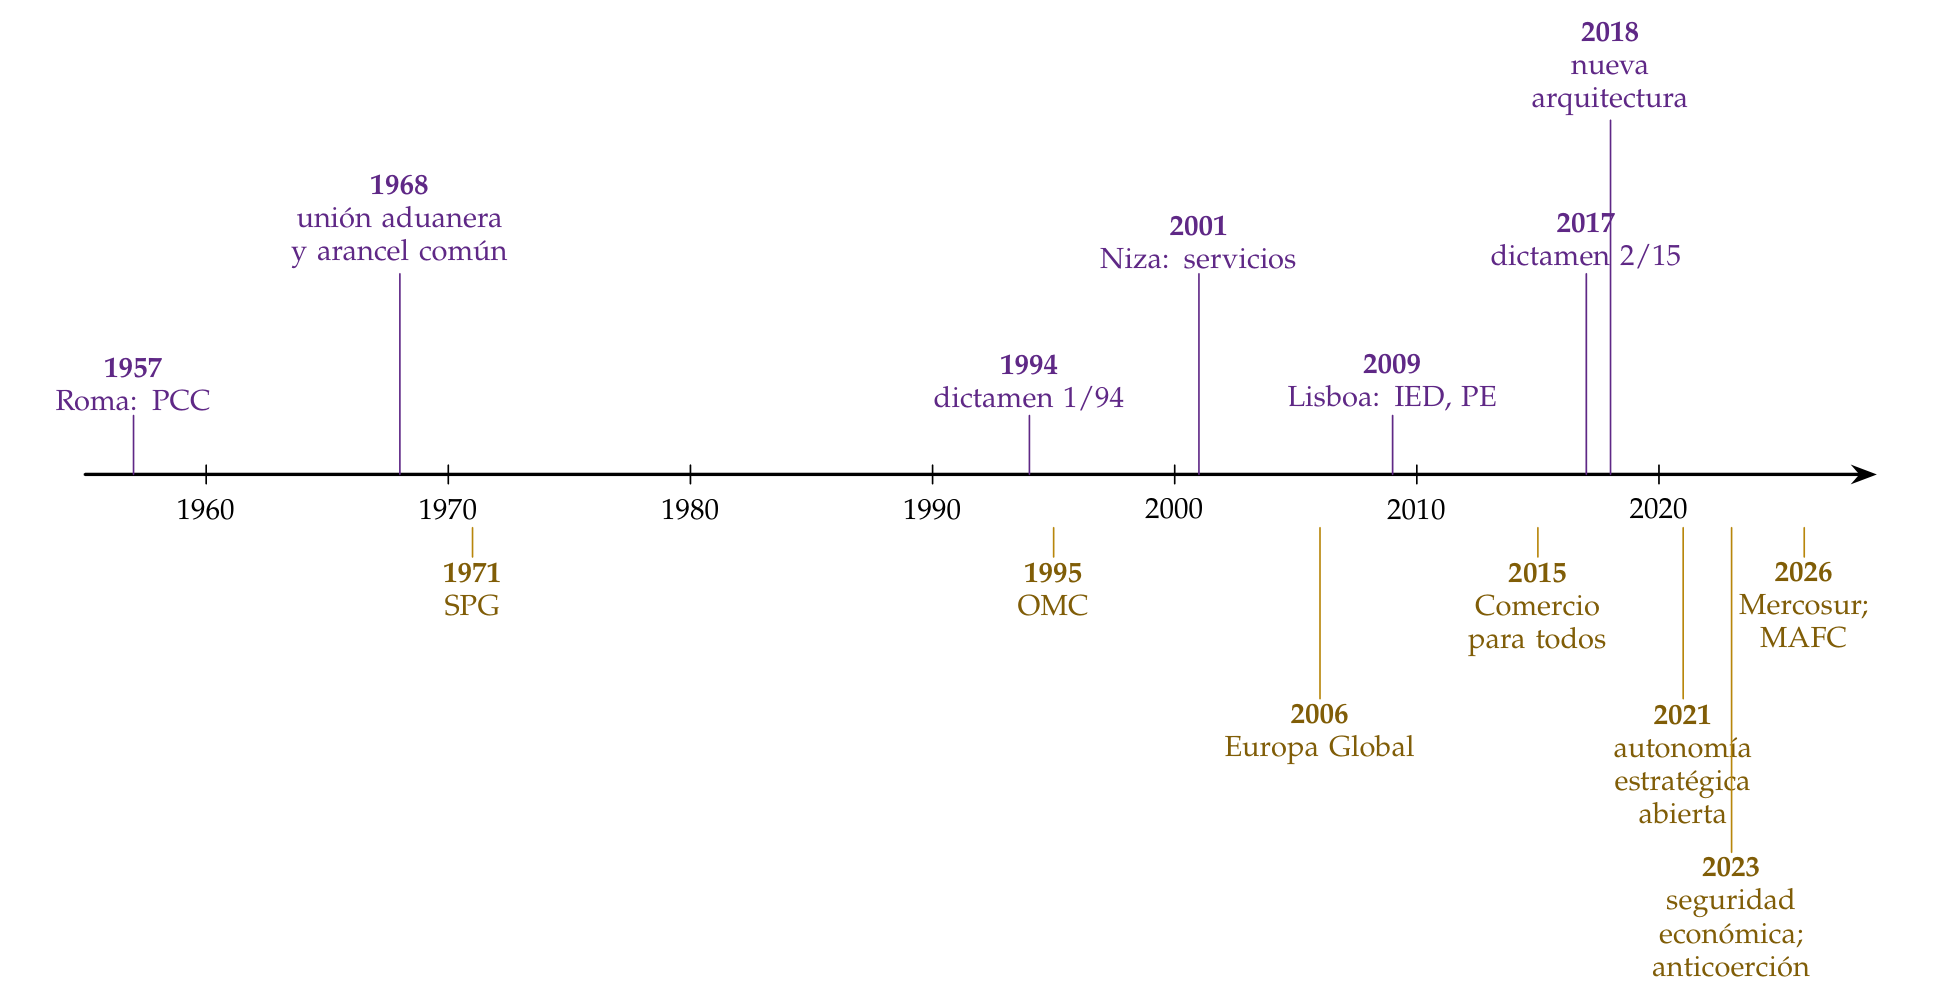 2018
nueva
arquitectura
1968
unión aduanera
y arancel común
2001
Niza: servicios
2017
dictamen 2/15
1957
Roma: PCC
1994
dictamen 1/94
2009
Lisboa: IED, PE
1960
1970
1980
1990
2000
2010
2020
1971
SPG
1995
OMC
2015
Comercio
para todos
2026
Mercosur;
MAFC
2006
Europa Global
2021
autonomía
estratégica
abierta
2023
seguridad
económica;
anticoerción